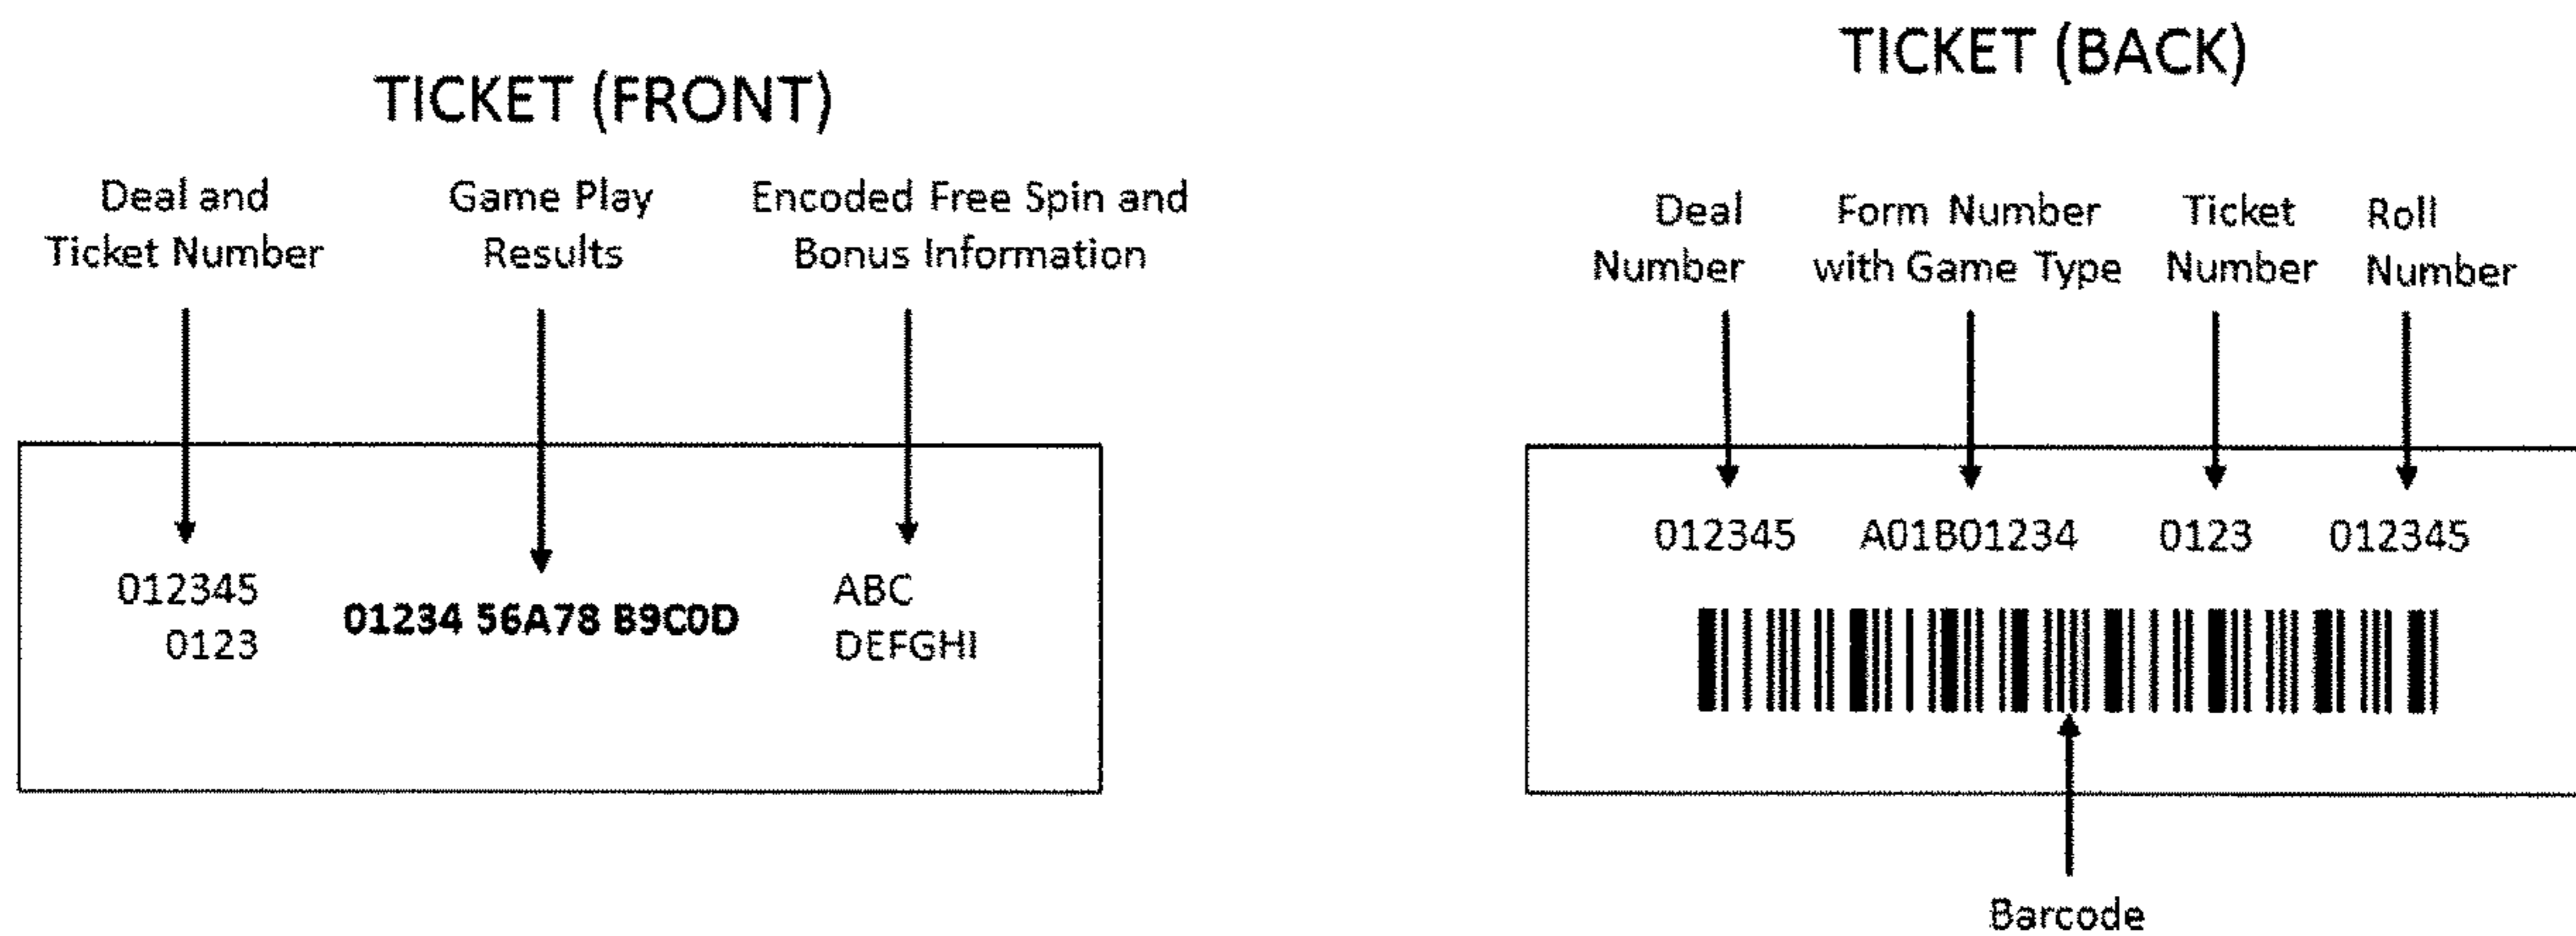 TICKET (FRONT)
Deal and
Ticket Number
Game Play
Results
Encoded Free Spin and
Bonus Information
012345
0123
01234 56A78 B9C0D
ABC
DEFGHI
TICKET (BACK)
Deal
Number
Form Number
with Game Type
Ticket
Number
Roll
Number
012345 A01B01234 0123 012345
Barcode